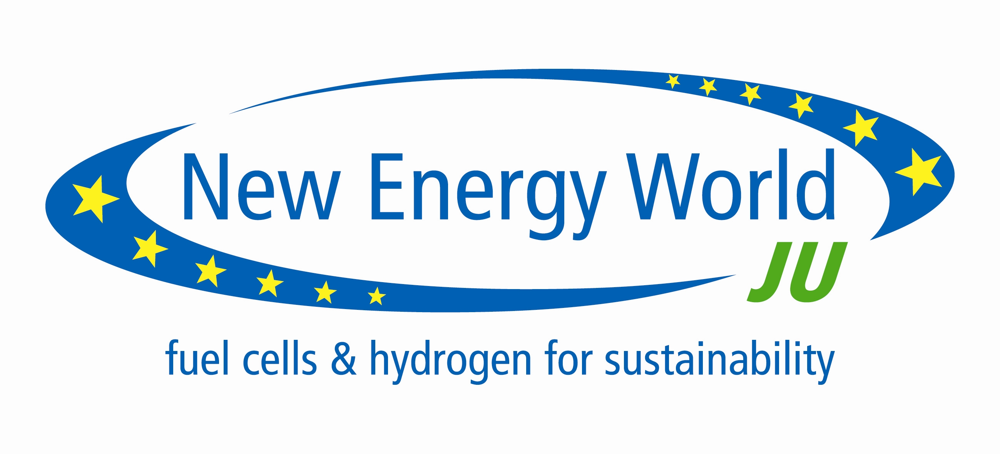 New Energy World
JU
fuel cells & hydrogen for sustainability